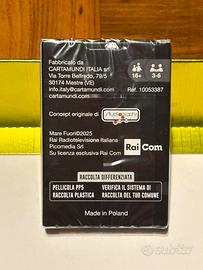 Fabbricato da
CARTAMUNDI ITALIA srl
Via Torre Belfredo, 79/5
30174 Mestre (VE)
info.italy@cartamundi.com
cartamundi.com
16+
3-6
Réf. 10053387
Concept originale di
Mare Fuori©2025
Rai Radiotelevisione Italiana
Picomedia Srl
Su licenza esclusiva Rai Com
Rai Com
RACCOLTA DIFFERENZIATA
PELLICOLA PP5
RACCOLTA PLASTICA
VERIFICA IL SISTEMA DI
RACCOLTA DEL TUO COMUNE
Made in Poland
subito